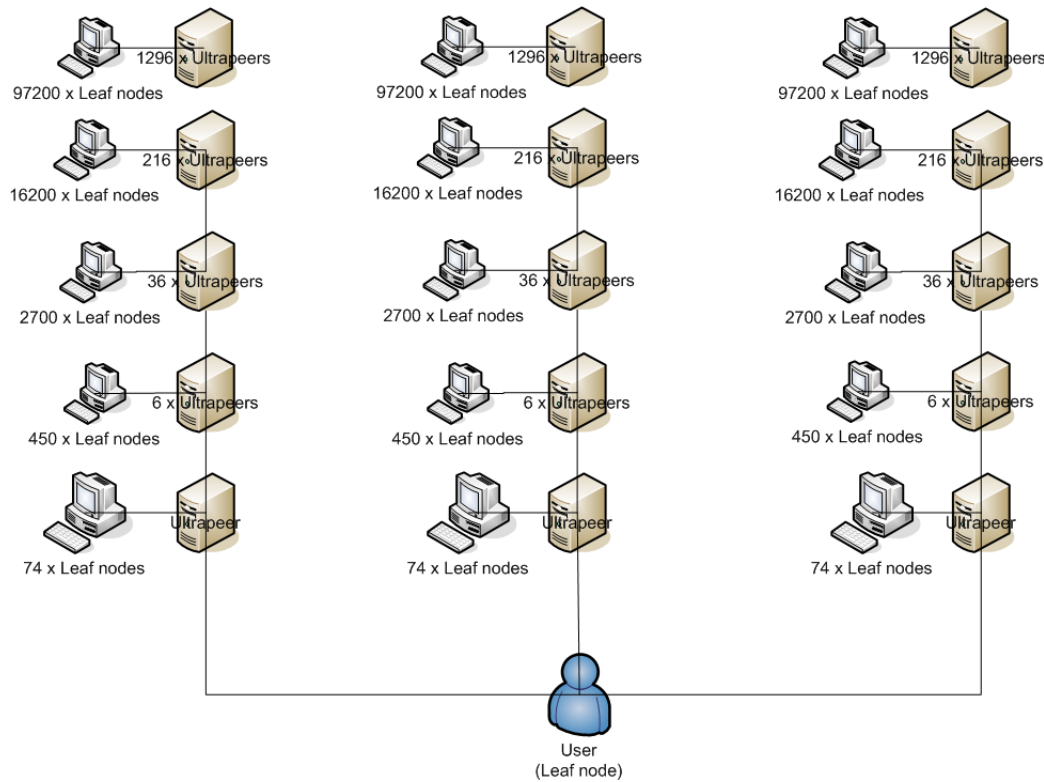 1296 x Ultrapeers
97200 x Leaf nodes
1296 x Ultrapeers
97200 x Leaf nodes
1296 x Ultrapeers
97200 x Leaf nodes
216 x Ultrapeers
16200 x Leaf nodes
216 x Ultrapeers
16200 x Leaf nodes
216 x Ultrapeers
16200 x Leaf nodes
36 x Ultrapeers
2700 x Leaf nodes
36 x Ultrapeers
2700 x Leaf nodes
36 x Ultrapeers
2700 x Leaf nodes
6 x Ultrapeers
450 x Leaf nodes
6 x Ultrapeers
450 x Leaf nodes
6 x Ultrapeers
450 x Leaf nodes
Ultrapeer
74 x Leaf nodes
Ultrapeer
74 x Leaf nodes
Ultrapeer
74 x Leaf nodes
User
(Leaf node)